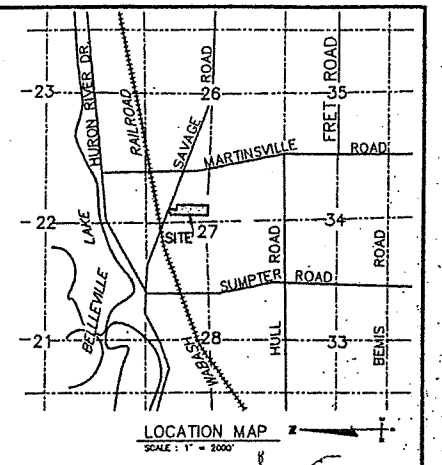 HURON RIVER DR.
RAILROAD
SAVAGE ROAD
FRET ROAD
-23
26
35
MARTINSVILLE ROAD
-22
LAKE
SITE
27
34
ROAD
ROAD
SUMPTER ROAD
BELLEVILLE
-21
WABASH
28
HULL
33
BEMIS
LOCATION MAP
SCALE : 1" = 2000'
Z